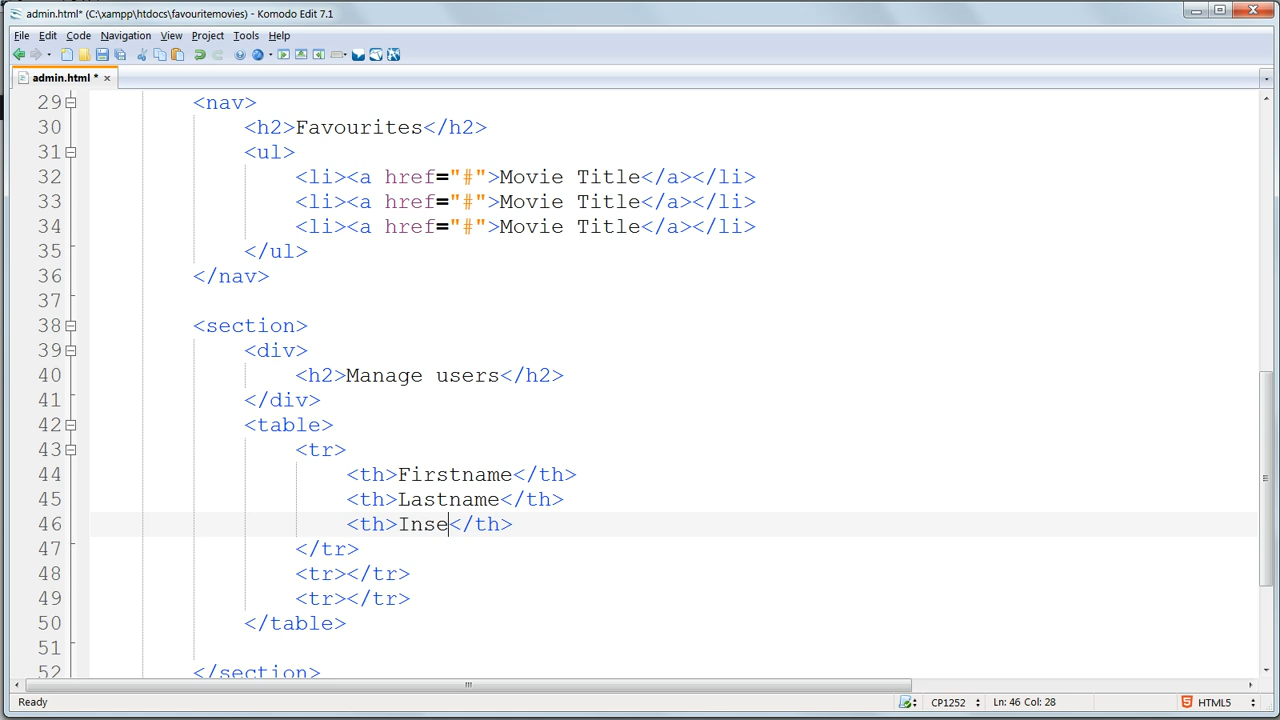 admin.html* (C:\xampp\htdocs\favouritemovies) - Komodo Edit 7.1
File Edit Code Navigation View Project Tools Help
admin.html *
29 <nav>
30 <h2>Favourites</h2>
31 <ul>
32 <li><a href="#">Movie Title</a></li>
33 <li><a href="#">Movie Title</a></li>
34 <li><a href="#">Movie Title</a></li>
35 </ul>
36 </nav>
37
38 <section>
39 <div>
40 <h2>Manage users</h2>
41 </div>
42 <table>
43 <tr>
44 <th>Firstname</th>
45 <th>Lastname</th>
46 <th>Inse</th>
47 </tr>
48 <tr></tr>
49 <tr></tr>
50 </table>
51
52 </section>
Ready CP1252 Ln: 46 Col: 28 HTML5